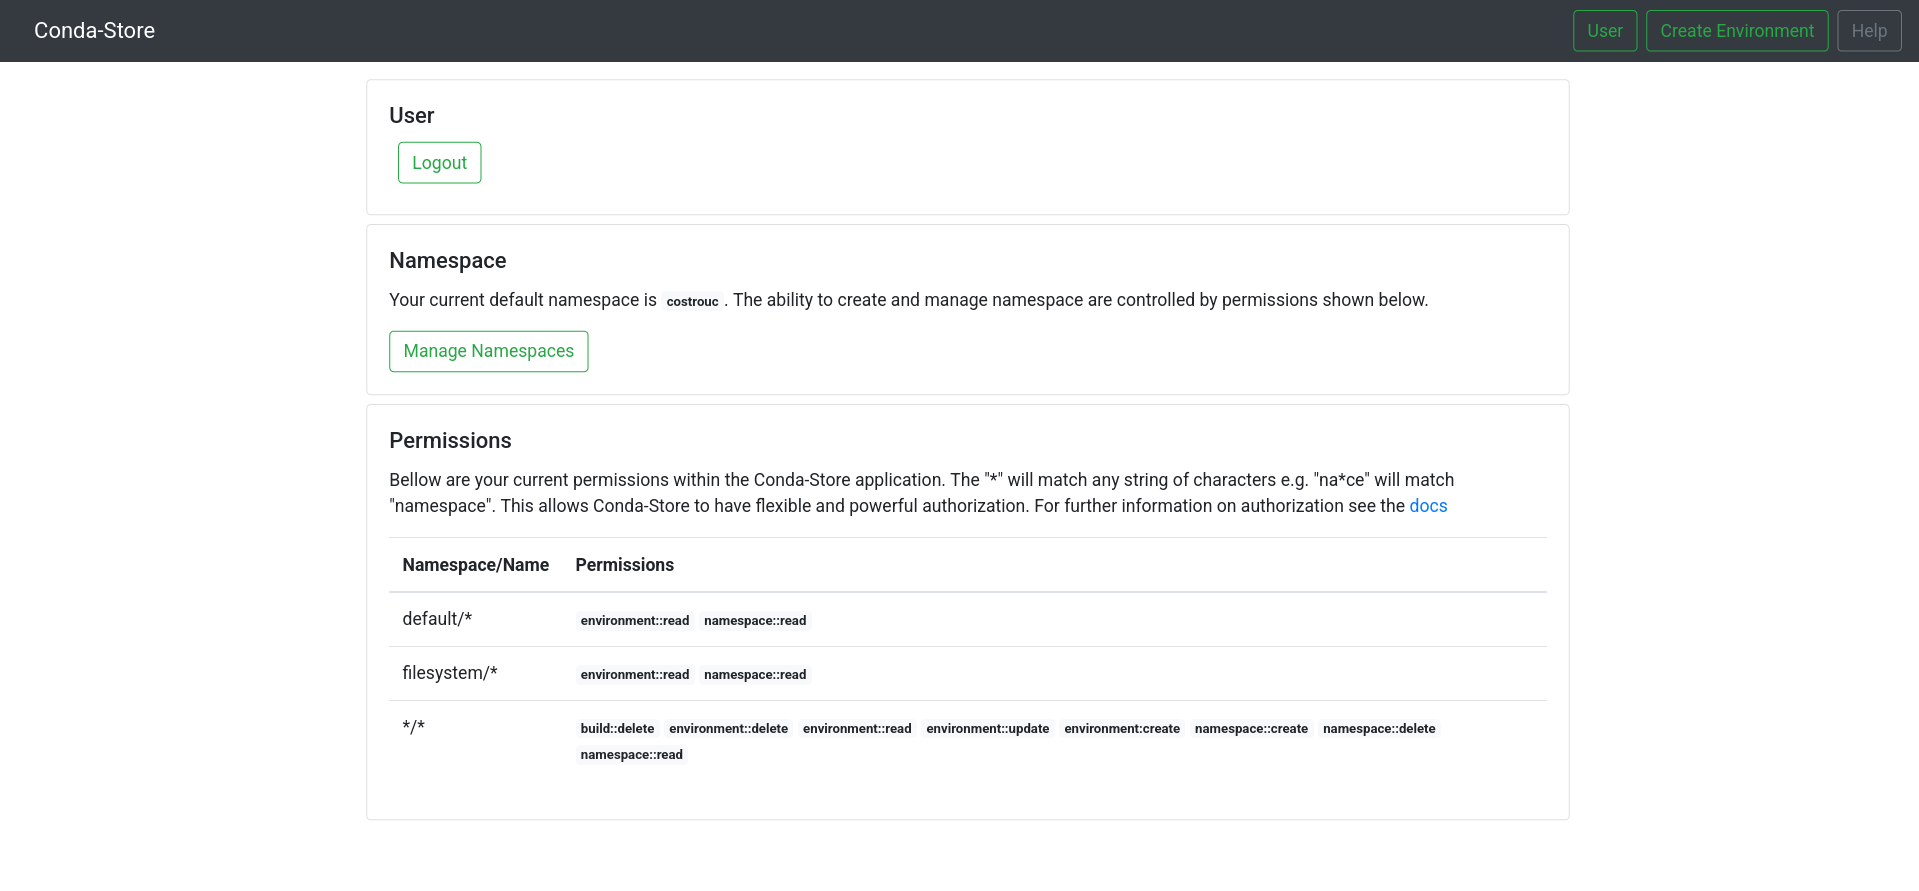 Conda-Store User Create Environment Help
User
Logout
Namespace
Your current default namespace is costrouc . The ability to create and manage namespace are controlled by permissions shown below.
Manage Namespaces
Permissions
Bellow are your current permissions within the Conda-Store application. The "*" will match any string of characters e.g. "na*ce" will match
"namespace". This allows Conda-Store to have flexible and powerful authorization. For further information on authorization see the docs
Namespace/Name Permissions
default/* environment::read namespace::read
filesystem/* environment::read namespace::read
*/* build::delete environment::delete environment::read environment::update environment:create namespace::create namespace::delete
namespace::read